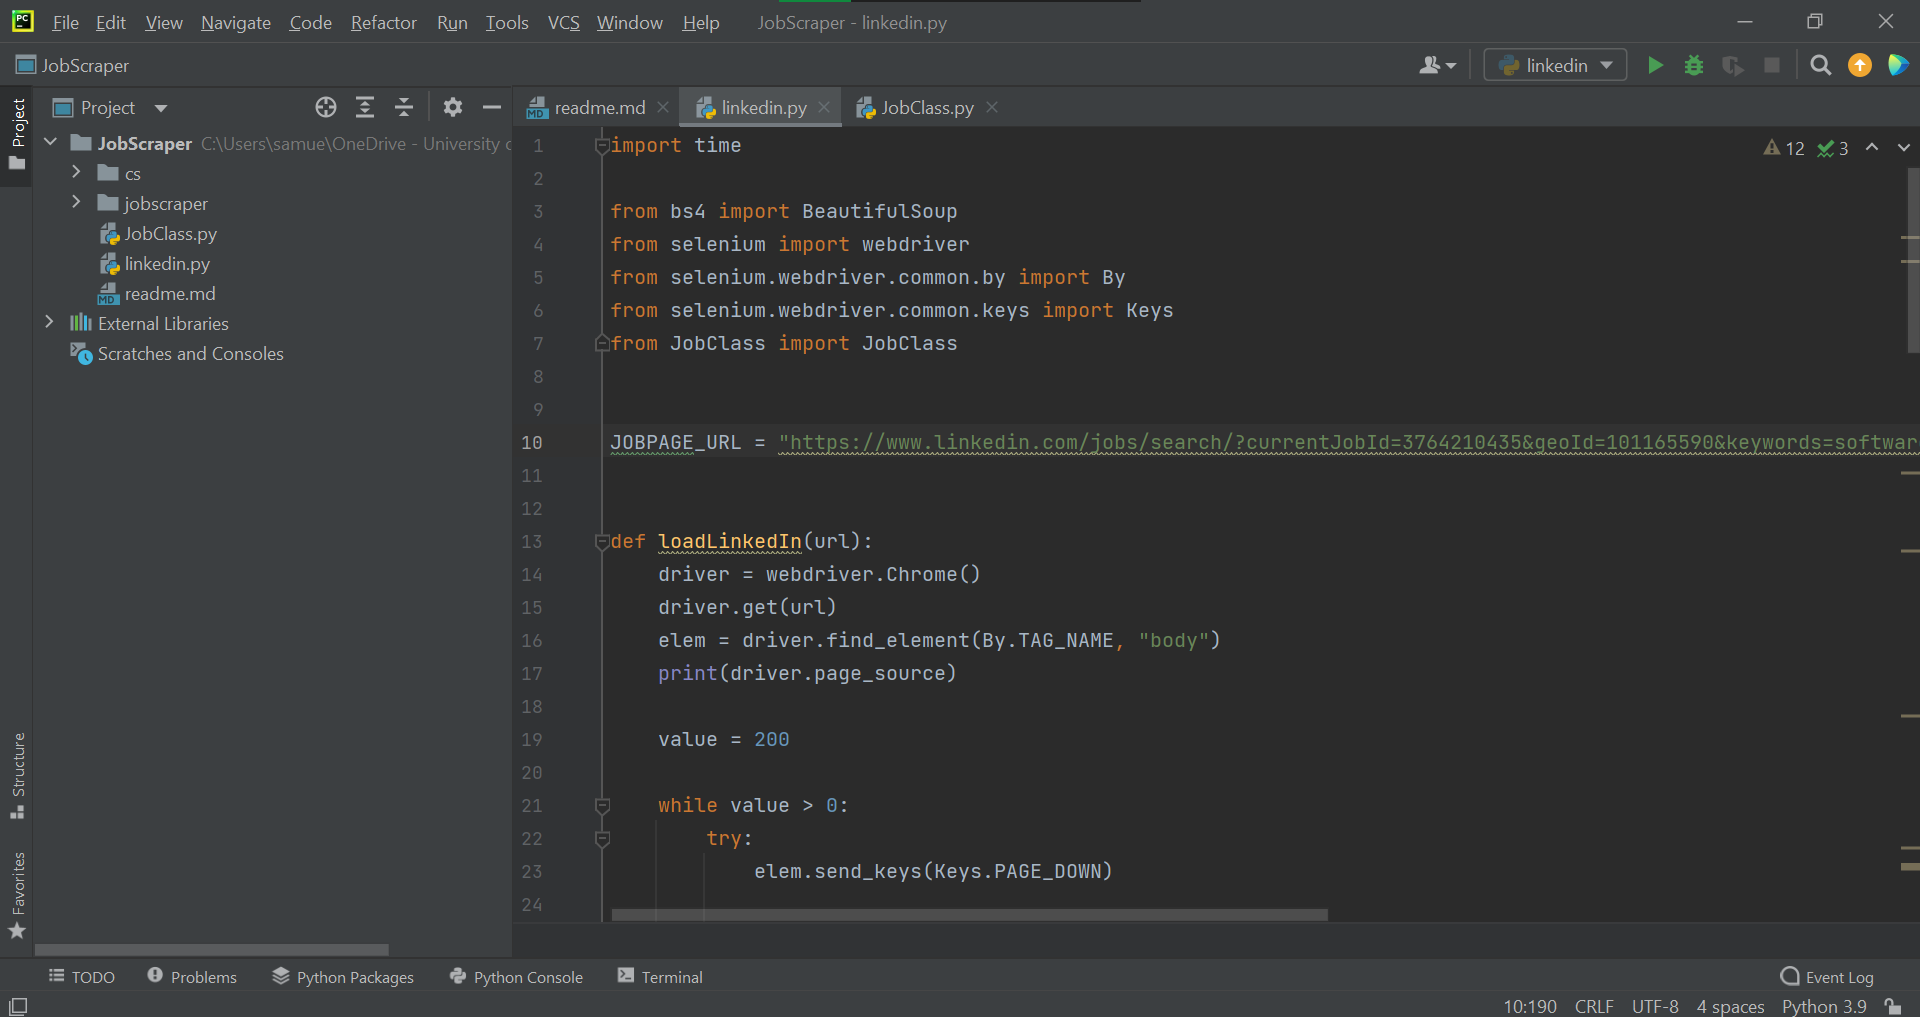 PC File Edit View Navigate Code Refactor Run Tools VCS Window Help JobScraper - linkedin.py
JobScraper linkedin
Project
Project
readme.md linkedin.py JobClass.py
JobScraper C:\Users\samue\OneDrive - University
cs
jobscraper
JobClass.py
linkedin.py
readme.md
External Libraries
Scratches and Consoles
Structure
Favorites
12 3
1 import time
2
3 from bs4 import BeautifulSoup
4 from selenium import webdriver
5 from selenium.webdriver.common.by import By
6 from selenium.webdriver.common.keys import Keys
7 from JobClass import JobClass
8
9
10 JOBPAGE_URL = "https://www.linkedin.com/jobs/search/?currentJobId=3764210435&geoId=101165590&keywords=softwar
11
12
13 def loadLinkedIn(url):
14 driver = webdriver.Chrome()
15 driver.get(url)
16 elem = driver.find_element(By.TAG_NAME, "body")
17 print(driver.page_source)
18
19 value = 200
20
21 while value > 0:
22 try:
23 elem.send_keys(Keys.PAGE_DOWN)
24
TODO Problems Python Packages Python Console Terminal Event Log
10:190 CRLF UTF-8 4 spaces Python 3.9